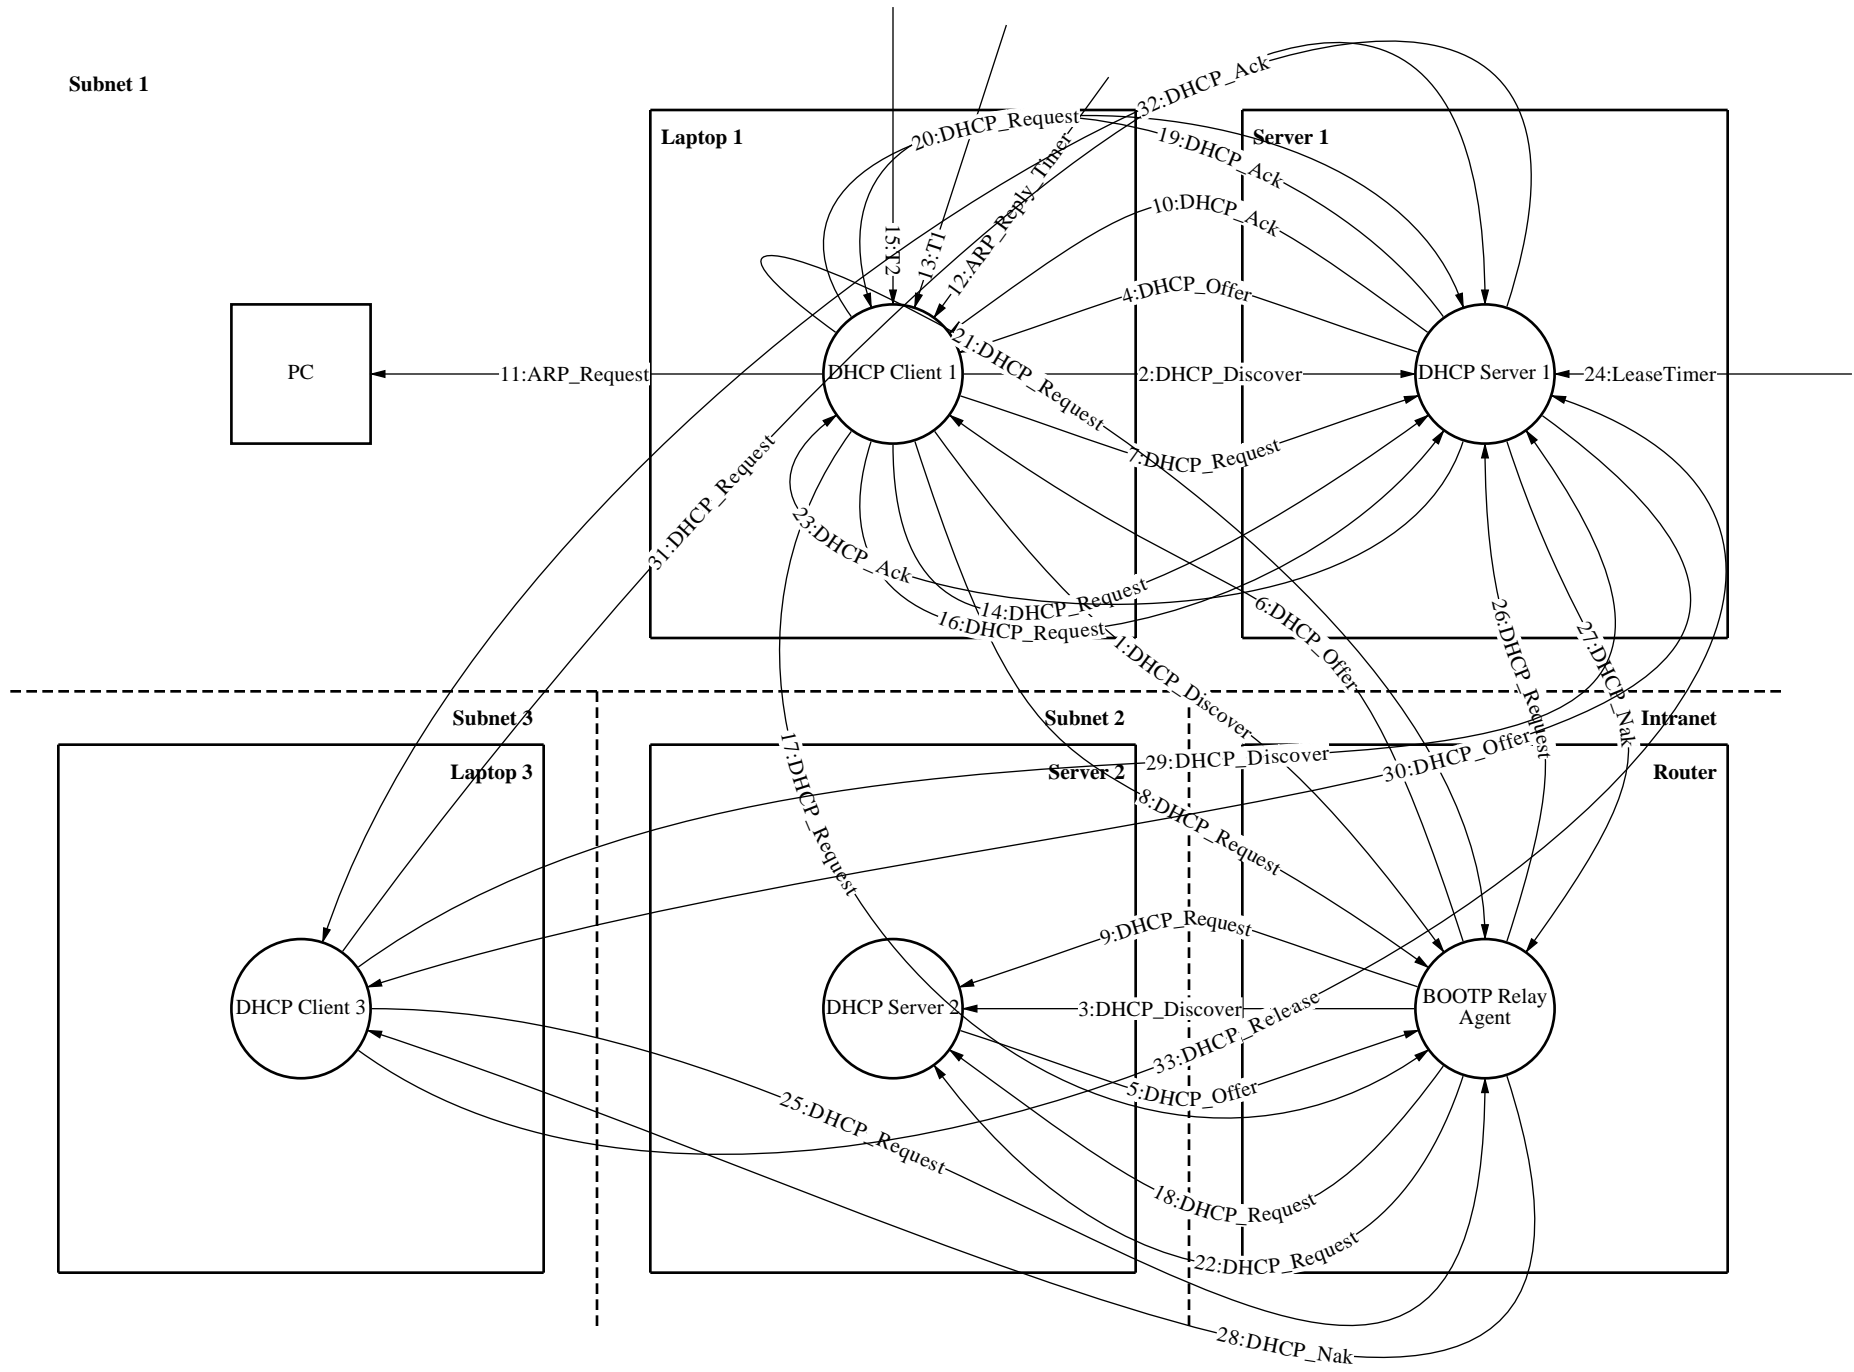 Subnet 1
32:DHCP_Ack
Laptop 1
20:DHCP_Request
19:DHCP_Ack
Server 1
12:ARP_Reply_Timer
10:DHCP_Ack
15:T2
13:T1
4:DHCP_Offer
21:DHCP_Request
PC
11:ARP_Request
DHCP Client 1
2:DHCP_Discover
DHCP Server 1
24:LeaseTimer
7:DHCP_Request
31:DHCP_Request
23:DHCP_Ack
14:DHCP_Request
16:DHCP_Request
1:DHCP_Discover
6:DHCP_Offer
26:DHCP_Request
27:DHCP_Nak
Subnet 3
Subnet 2
Intranet
17:DHCP_Request
29:DHCP_Discover
30:DHCP_Offer
Laptop 3
Server 2
Router
8:DHCP_Request
9:DHCP_Request
DHCP Client 3
DHCP Server 2
3:DHCP_Discover
33:DHCP_Release
BOOTP Relay
Agent
5:DHCP_Offer
25:DHCP_Request
18:DHCP_Request
22:DHCP_Request
28:DHCP_Nak